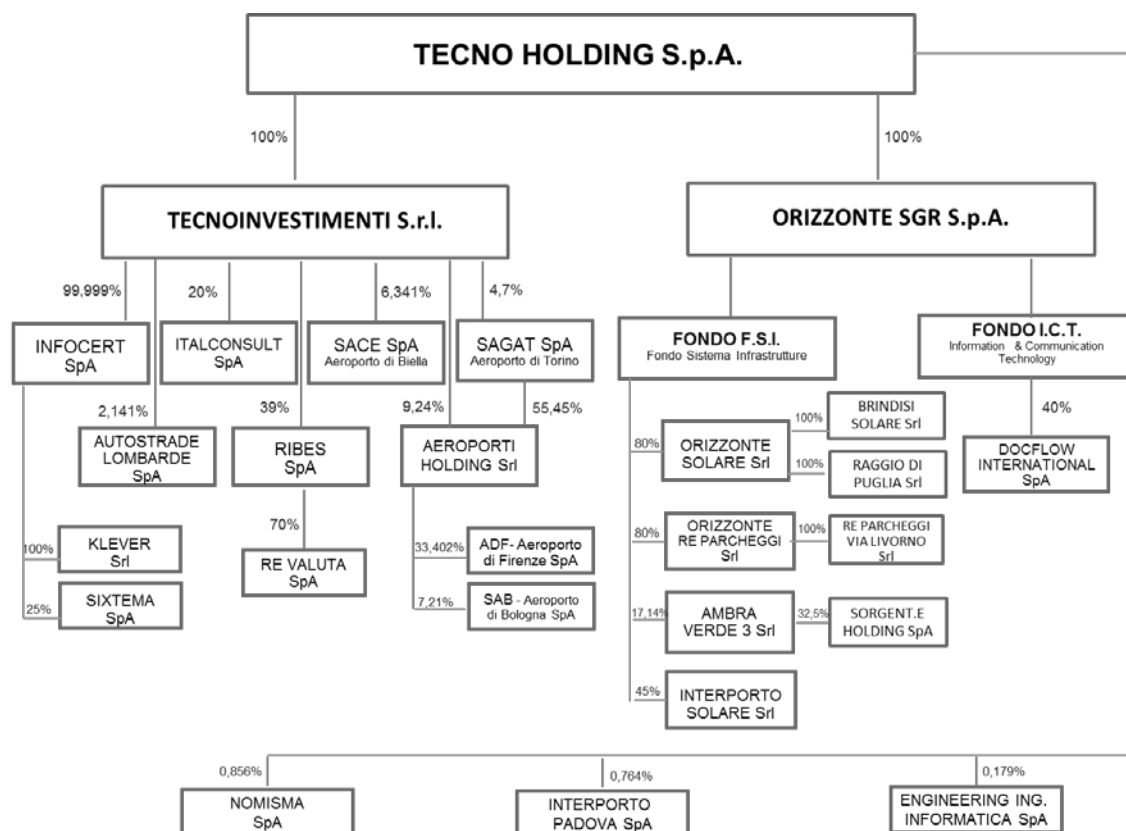 TECNO HOLDING S.p.A.
100%
100%
TECNOINVESTIMENTI S.r.l.
ORIZZONTE SGR S.p.A.
99,999%
20%
6,341%
4,7%
INFOCERT
SpA
ITALCONSULT
SpA
SACE SpA
Aeroporto di Biella
SAGAT SpA
Aeroporto di Torino
FONDO F.S.I.
Fondo Sistema Infrastrutture
FONDO I.C.T.
Information & Communication
Technology
2,141%
39%
9,24%
55,45%
40%
AUTOSTRADE
LOMBARDE
SpA
RIBES
SpA
AEROPORTI
HOLDING Srl
80%
ORIZZONTE
SOLARE Srl
100%
BRINDISI
SOLARE Srl
100%
RAGGIO DI
PUGLIA Srl
DOCFLOW
INTERNATIONAL
SpA
100%
KLEVER
Srl
70%
RE VALUTA
SpA
33,402%
ADF- Aeroporto
di Firenze SpA
80%
ORIZZONTE
RE PARCHEGGI
Srl
100%
RE PARCHEGGI
VIA LIVORNO
Srl
25%
SIXTEMA
SpA
7,21%
SAB - Aeroporto
di Bologna SpA
17,14%
AMBRA
VERDE 3 Srl
32,5%
SORGENT.E
HOLDING SpA
45%
INTERPORTO
SOLARE Srl
0,856%
0,764%
0,179%
NOMISMA
SpA
INTERPORTO
PADOVA SpA
ENGINEERING ING.
INFORMATICA SpA